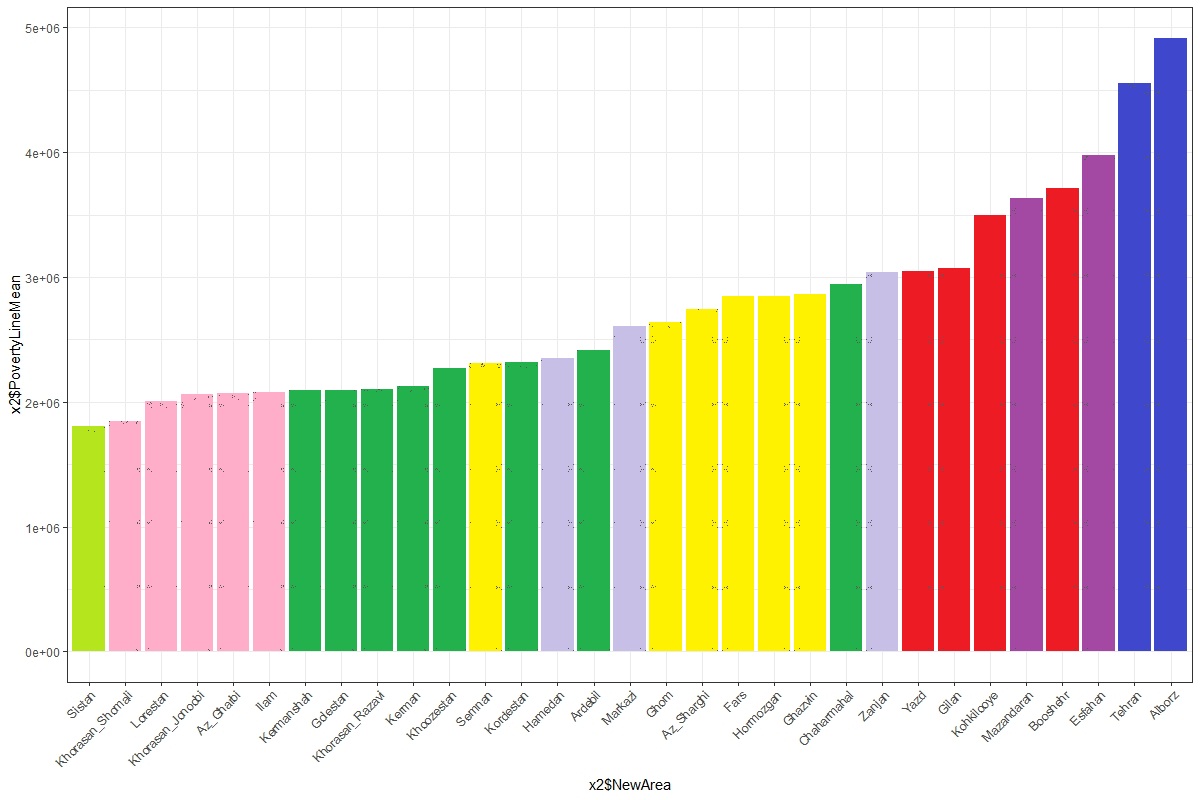 5e+06
4e+06
3e+06
2e+06
1e+06
0e+00
x2$PovertyLineMean
Sistan
Khorasan_Shomali
Lorestan
Khorasan_Jonoobi
Az_Gharbi
Ilam
Kermanshah
Golestan
Khorasan_Razavi
Kerman
Khoozestan
Semnan
Kordestan
Hamedan
Ardebil
Markazi
Ghom
Az_Sharghi
Fars
Hormozgan
Ghazvin
Chaharmahal
Zanjan
Yazd
Gilan
Kohkilooye
Mazandaran
Booshehr
Esfahan
Tehran
Alborz
x2$NewArea